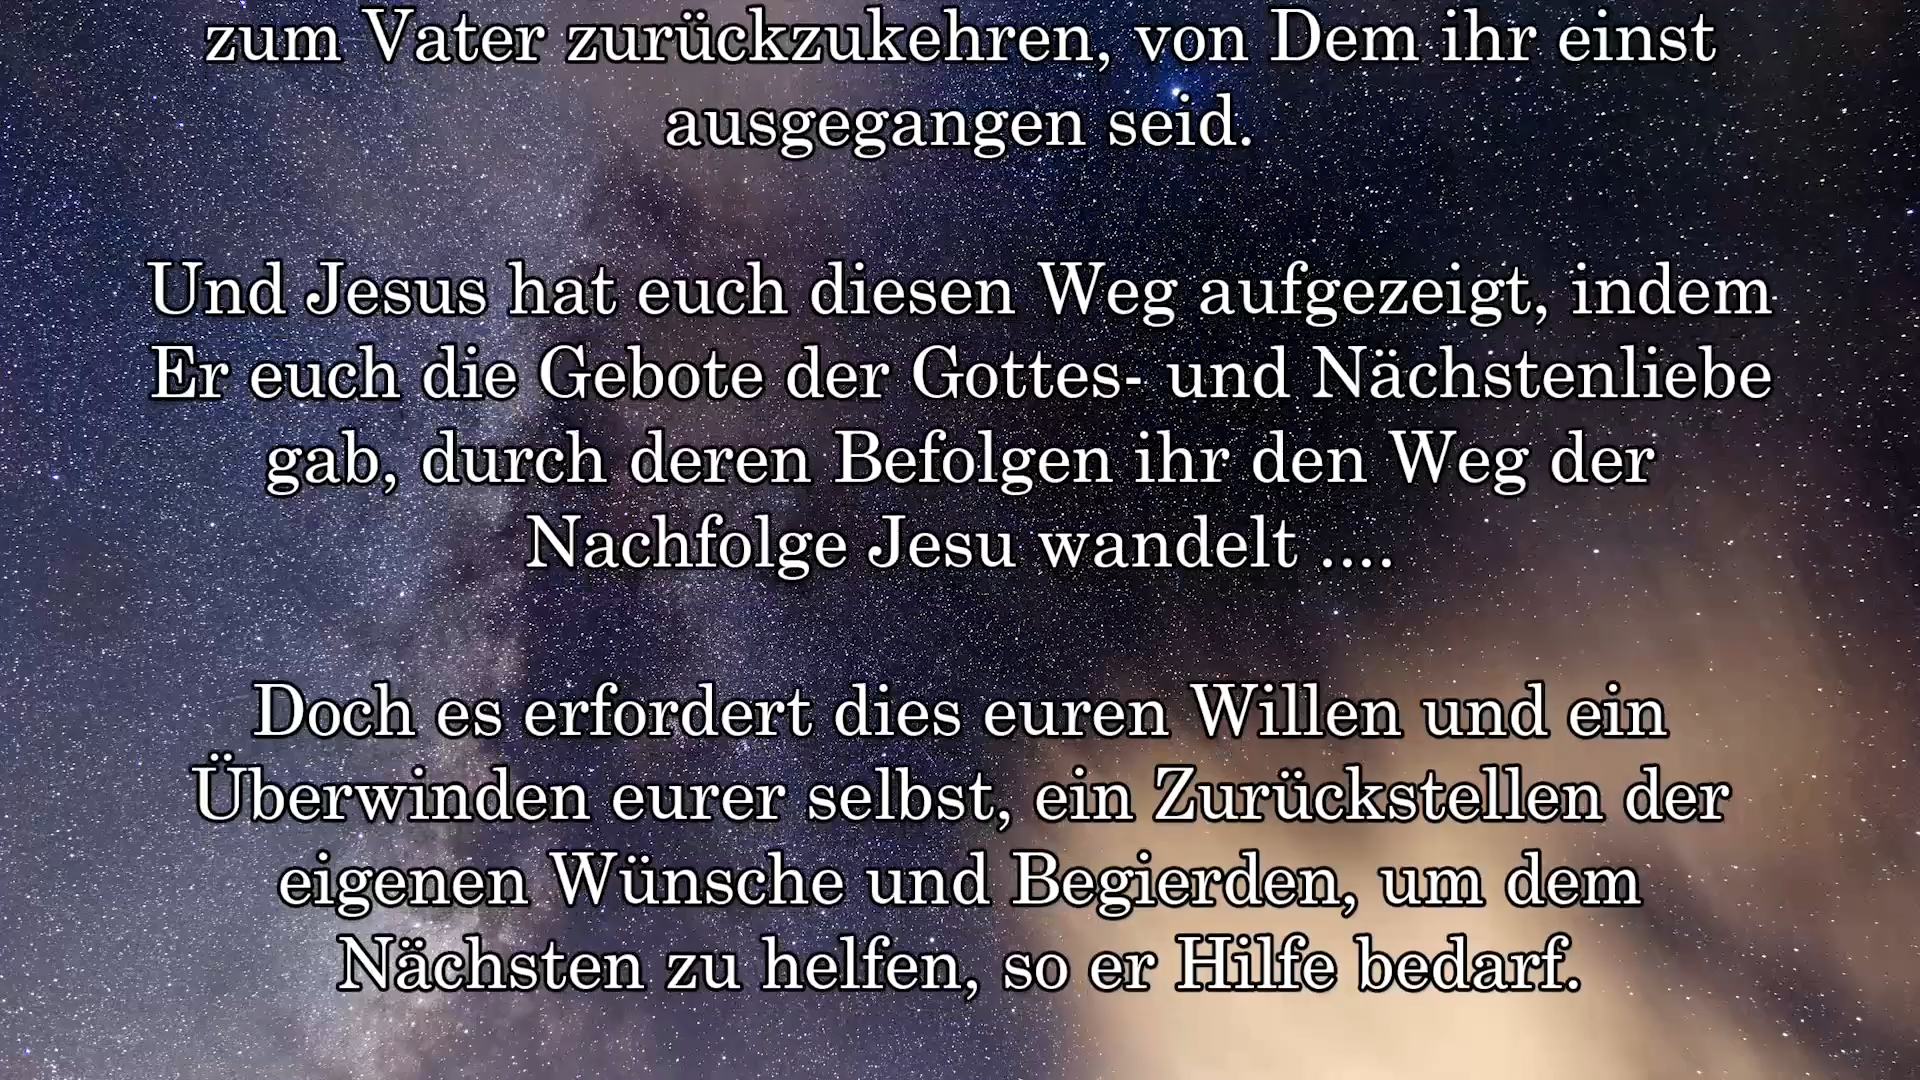 zum Vater zurückzukehren, von Dem ihr einst
ausgegangen seid.
Und Jesus hat euch diesen Weg aufgezeigt, indem
Er euch die Gebote der Gottes- und Nächstenliebe
gab, durch deren Befolgen ihr den Weg der
Nachfolge Jesu wandelt ....
Doch es erfordert dies euren Willen und ein
Überwinden eurer selbst, ein Zurückstellen der
eigenen Wünsche und Begierden, um dem
Nächsten zu helfen, so er Hilfe bedarf.